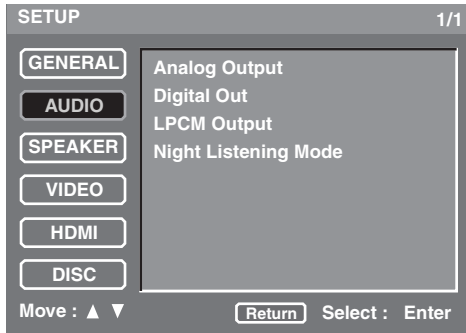 SETUP 1/1
GENERAL
AUDIO
SPEAKER
VIDEO
HDMI
DISC
Analog Output
Digital Out
LPCM Output
Night Listening Mode
Move : ▲ ▼ Return Select : Enter